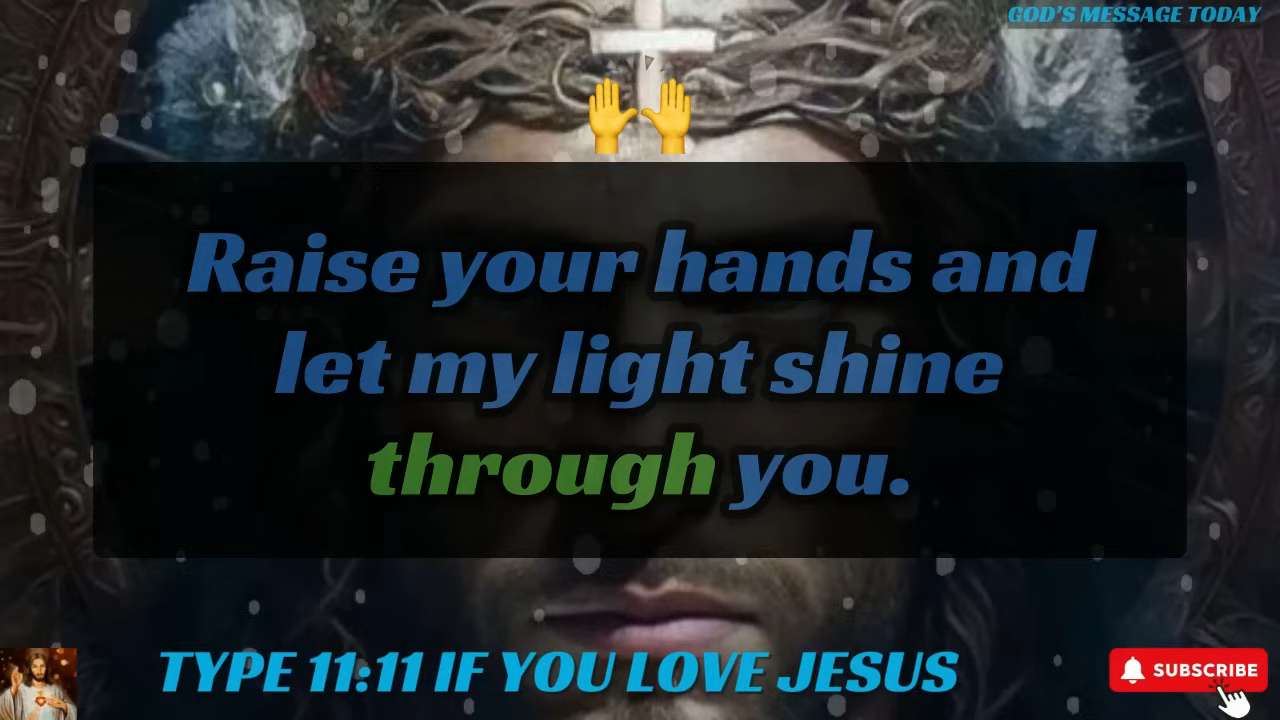 GOD'S MESSAGE TODAY
Raise your hands and
let my light shine
through you.
TYPE 11:11 IF YOU LOVE JESUS
SUBSCRIBE